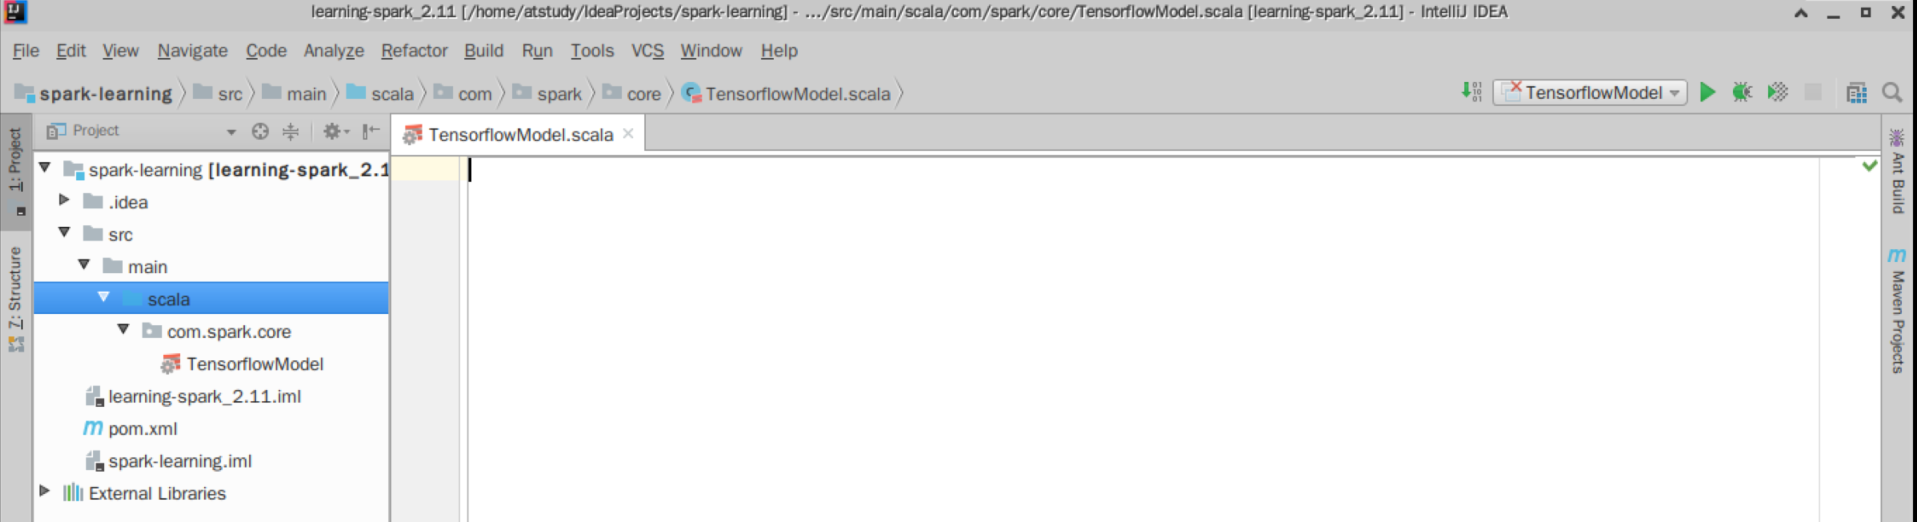 learning-spark_2.11 [/home/atstudy/IdeaProjects/spark-learning] - .../src/main/scala/com/spark/core/TensorflowModel.scala [learning-spark_2.11] - IntelliJ IDEA
File Edit View Navigate Code Analyze Refactor Build Run Tools VCS Window Help
spark-learning src main scala com spark core TensorflowModel.scala TensorflowModel
1: Project
7: Structure
Project
TensorflowModel.scala
spark-learning [learning-spark_2.1
.idea
src
main
scala
com.spark.core
TensorflowModel
learning-spark_2.11.iml
pom.xml
spark-learning.iml
External Libraries
Ant Build
Maven Projects